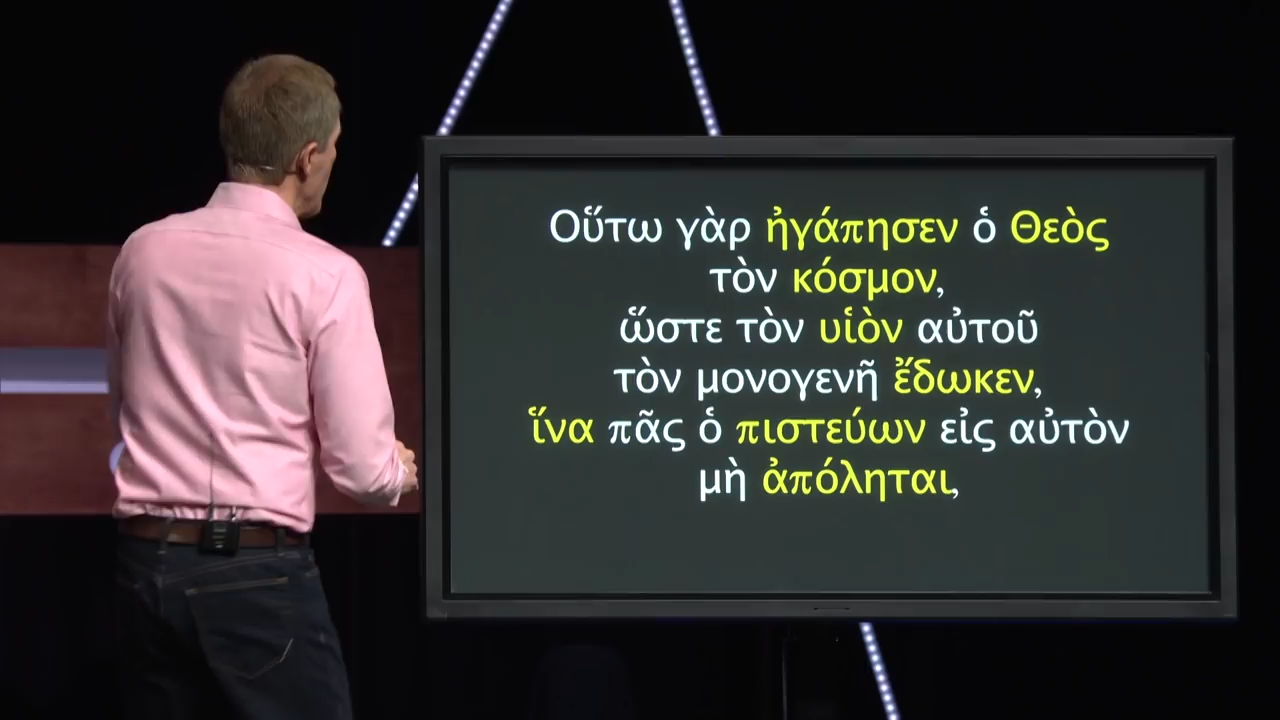 Οὕτω γὰρ ἠγάπησεν ὁ Θεὸς
τὸν κόσμον,
ὥστε τὸν υἱὸν αὐτοῦ
τὸν μονογενῆ ἔδωκεν,
ἵνα πᾶς ὁ πιστεύων εἰς αὐτὸν
μὴ ἀπόληται,